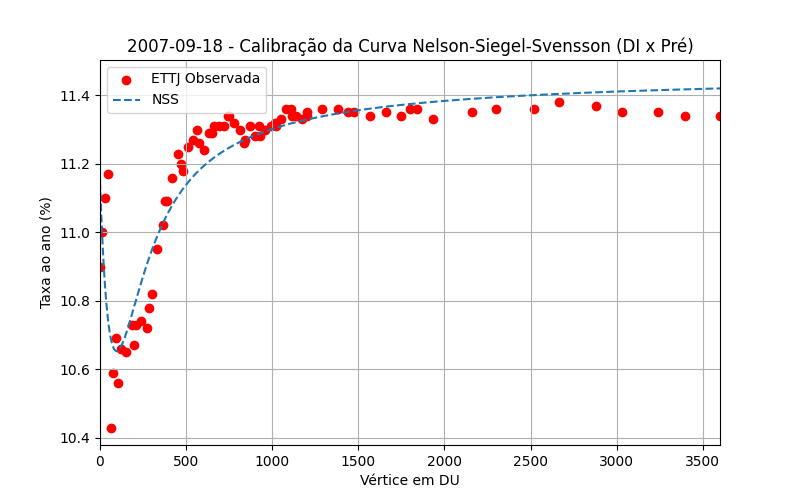 2007-09-18 - Calibração da Curva Nelson-Siegel-Svensson (DI x Pré)
ETTJ Observada
NSS
Taxa ao ano (%)
11.4
11.2
11.0
10.8
10.6
10.4
0 500 1000 1500 2000 2500 3000 3500
Vértice em DU